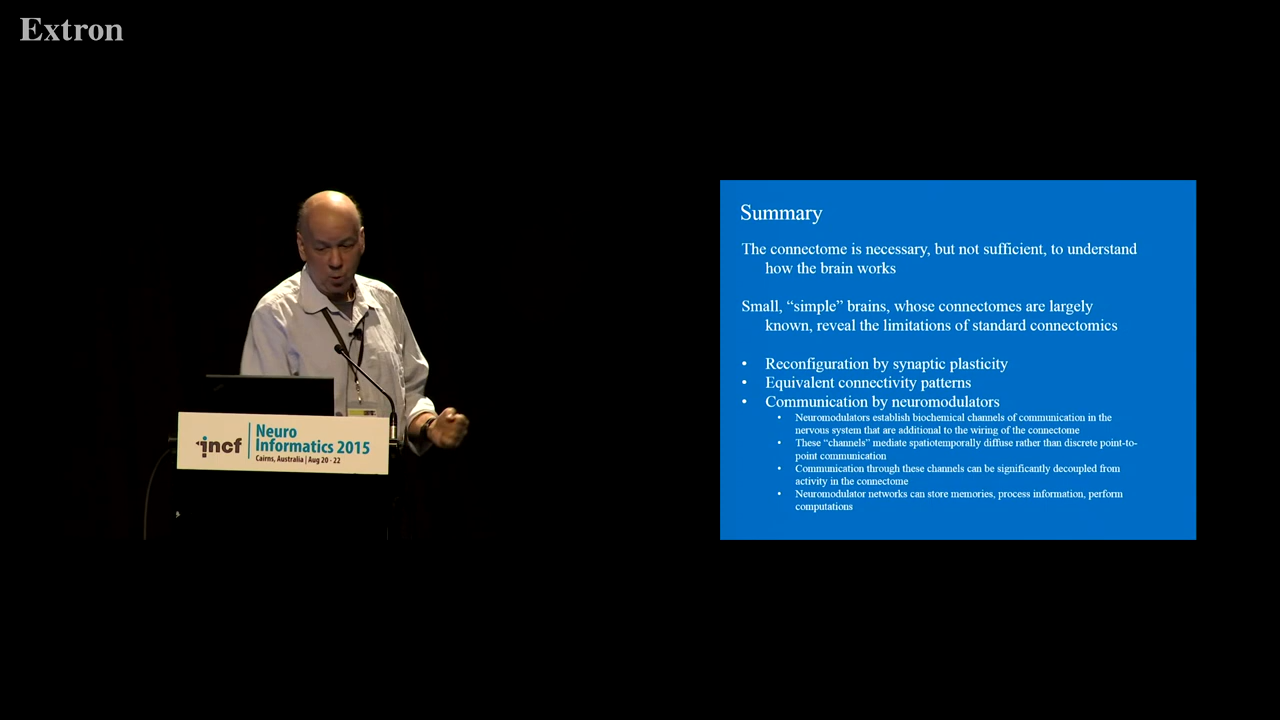 Extron
Summary
The connectome is necessary, but not sufficient, to understand
how the brain works
Small, “simple” brains, whose connectomes are largely
known, reveal the limitations of standard connectomics
• Reconfiguration by synaptic plasticity
• Equivalent connectivity patterns
• Communication by neuromodulators
• Neuromodulators establish biochemical channels of communication in the
nervous system that are additional to the wiring of the connectome
• These “channels” mediate spatiotemporally diffuse rather than discrete point-to-
point communication
• Communication through these channels can be significantly decoupled from
activity in the connectome
• Neuromodulator networks can store memories, process information, perform
computations
incf
Neuro
Informatics 2015
Cairns, Australia | Aug 20 - 22